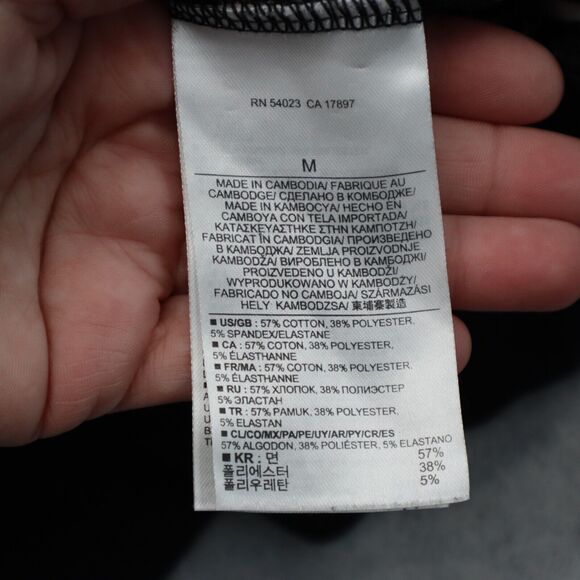 RN 54023 CA 17897
M
MADE IN CAMBODIA/ FABRIQUE AU
CAMBODGE/ СДЕЛАНО В КОМБОДЖЕ/
MADE IN KAMBOCYA/ HECHO EN
CAMBOYA CON TELA IMPORTADA/
ΚΑΤΑΣΚΕΥΑΣΤΗΚΕ ΣΤΗΝ ΚΑΜΠΟΤΖΗ/
FABRICAT ÎN CAMBODGIA/ ПРОИЗВЕДЕНО
В КАМБОДЖА/ ZEMLJA PROIZVODNJE
KAMBODŽA/ ВИРОБЛЕНО В КАМБОДЖІ/
PROIZVEDENO U KAMBODŽI/
WYPRODUKOWANO W KAMBODŻY/
FABRICADO NO CAMBOJA/ SZÁRMAZÁSI
HELY KAMBODZSA/ 柬埔寨製造
■ US/GB : 57% COTTON, 38% POLYESTER,
5% SPANDEX/ELASTANE
■ CA : 57% COTON, 38% POLYESTER,
5% ÉLASTHANNE
■ FR/MA : 57% COTON, 38% POLYESTER,
5% ÉLASTHANNE
■ RU : 57% ХЛОПОК, 38% ПОЛИЭСТЕР
5% ЭЛАСТАН
■ TR : 57% PAMUK, 38% POLYESTER,
5% ELASTAN
■ CL/CO/MX/PA/PE/UY/AR/PY/CR/ES
57% ALGODON, 38% POLIÉSTER, 5% ELASTANO
■ KR : 면 57%
폴리에스터 38%
폴리우레탄 5%